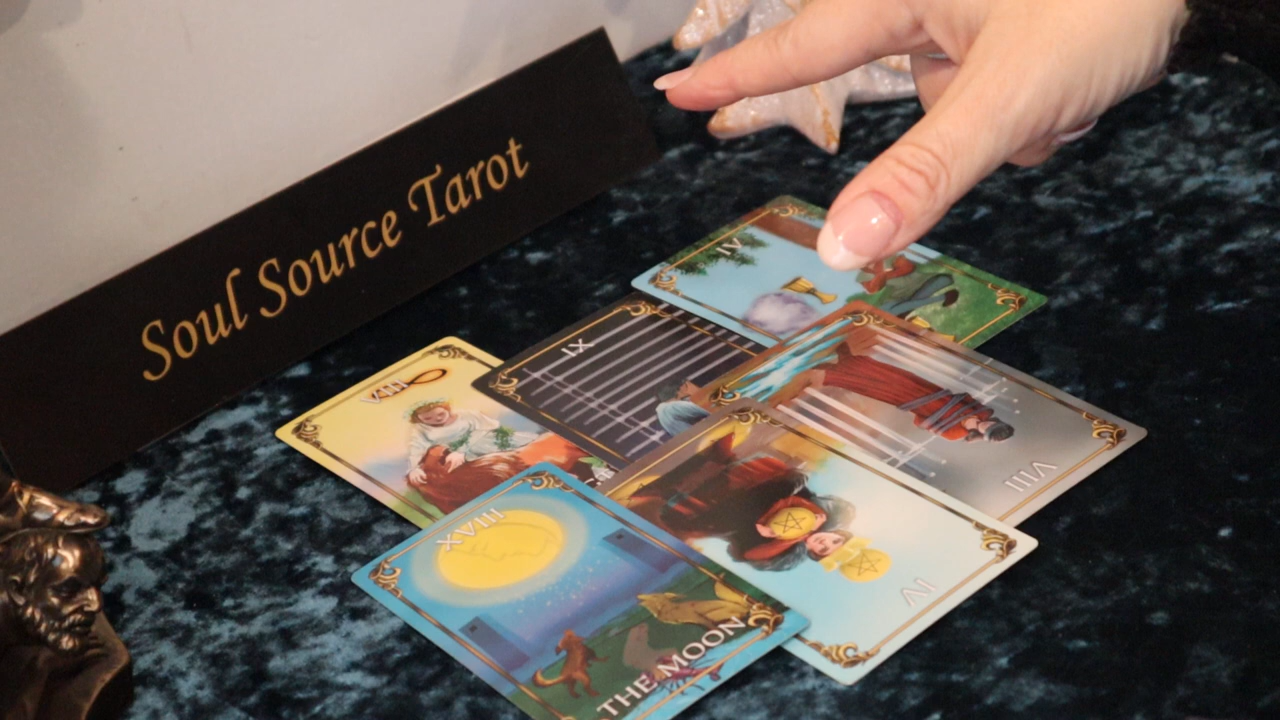 Soul Source Tarot
IV
IX
VIII
VIII
IV
XVIII
THE MOON